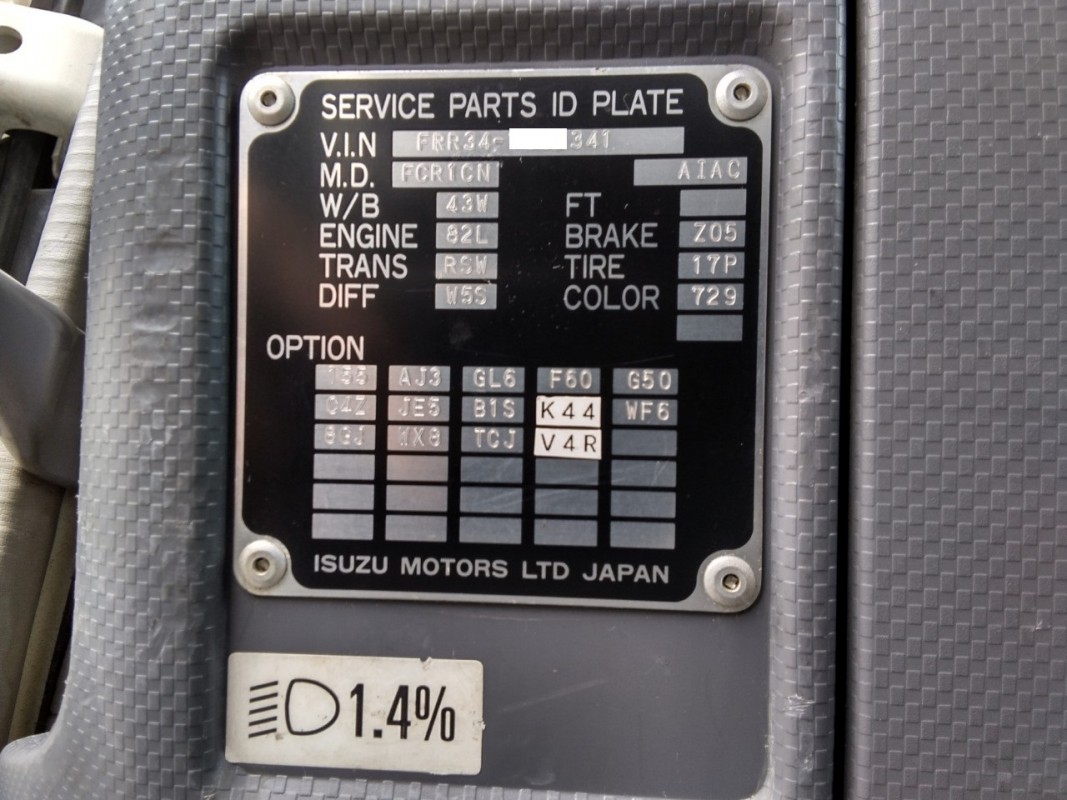 SERVICE PARTS ID PLATE
V.I.N FRR34- 341
M.D. FCR1CN AIAC
W/B 43W FT
ENGINE 82L BRAKE Z05
TRANS RSW TIRE 17P
DIFF W5S COLOR 729
OPTION
AJ3 GL6 F60 G50
C4Z JE5 B1S K44 WF6
8GJ TCJ V4R
ISUZU MOTORS LTD JAPAN
1.4%